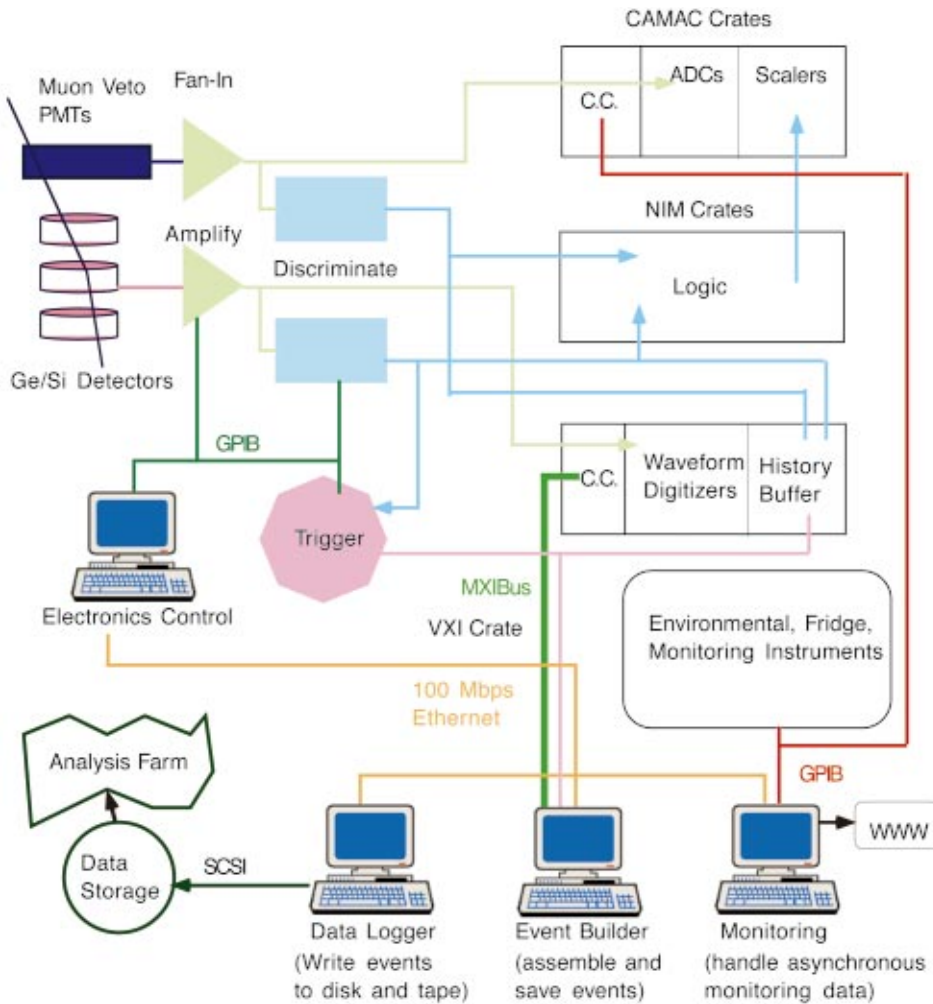 CAMAC Crates
Muon Veto
PMTs
Fan-In
C.C.
ADCs
Scalers
Amplify
NIM Crates
Discriminate
Logic
Ge/Si Detectors
GPIB
C.C.
Waveform
Digitizers
History
Buffer
Trigger
Electronics Control
MXIBus
VXI Crate
Environmental, Fridge,
Monitoring Instruments
100 Mbps
Ethernet
Analysis Farm
GPIB
WWW
Data
Storage
SCSI
Data Logger
(Write events
to disk and tape)
Event Builder
(assemble and
save events)
Monitoring
(handle asynchronous
monitoring data)